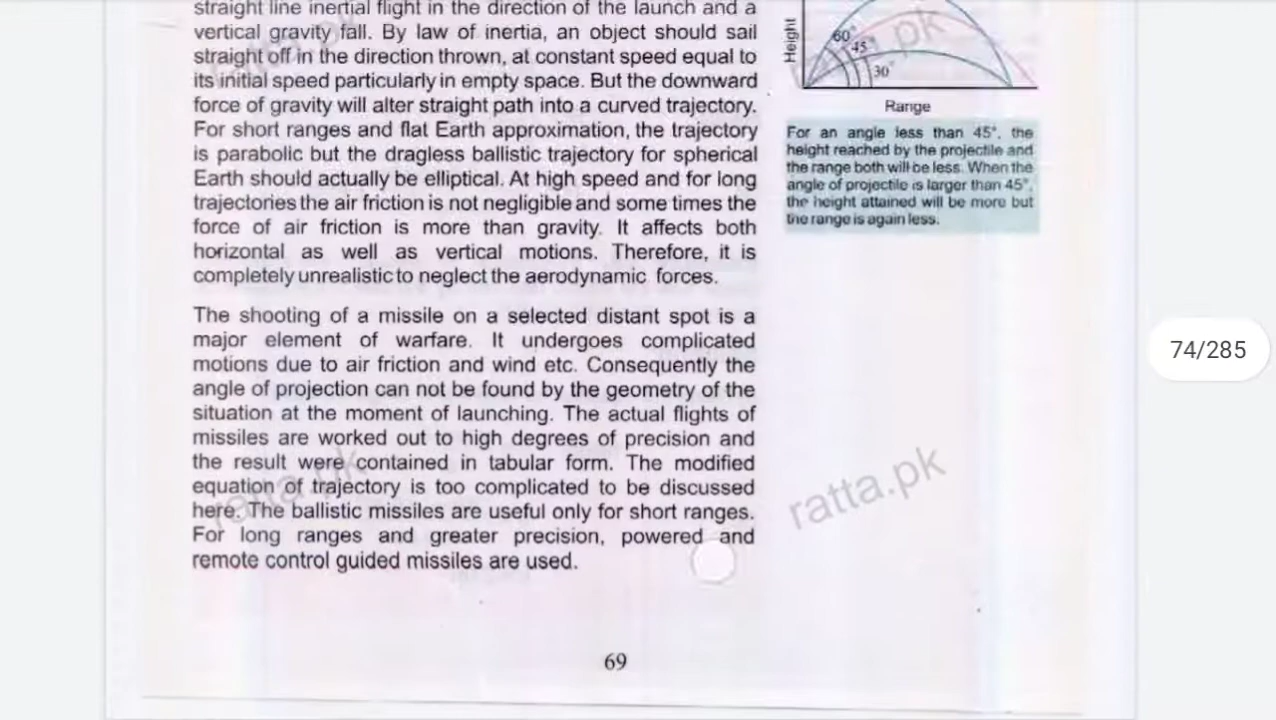 straight line inertial flight in the direction of the launch and a
vertical gravity fall. By law of inertia, an object should sail
straight off in the direction thrown, at constant speed equal to
its initial speed particularly in empty space. But the downward
force of gravity will alter straight path into a curved trajectory.
For short ranges and flat Earth approximation, the trajectory
is parabolic but the dragless ballistic trajectory for spherical
Earth should actually be elliptical. At high speed and for long
trajectories the air friction is not negligible and some times the
force of air friction is more than gravity. It affects both
horizontal as well as vertical motions. Therefore, it is
completely unrealistic to neglect the aerodynamic forces.
The shooting of a missile on a selected distant spot is a
major element of warfare. It undergoes complicated
motions due to air friction and wind etc. Consequently the
angle of projection can not be found by the geometry of the
situation at the moment of launching. The actual flights of
missiles are worked out to high degrees of precision and
the result were contained in tabular form. The modified
equation of trajectory is too complicated to be discussed
here. The ballistic missiles are useful only for short ranges.
For long ranges and greater precision, powered and
remote control guided missiles are used.
Height
60°
45°
30°
Range
For an angle less than 45°, the
height reached by the projectile and
the range both will be less. When the
angle of projectile is larger than 45°,
the height attained will be more but
the range is again less.
74/285
ratta.pk
ratta.pk
ratta.pk
ratta.pk
69